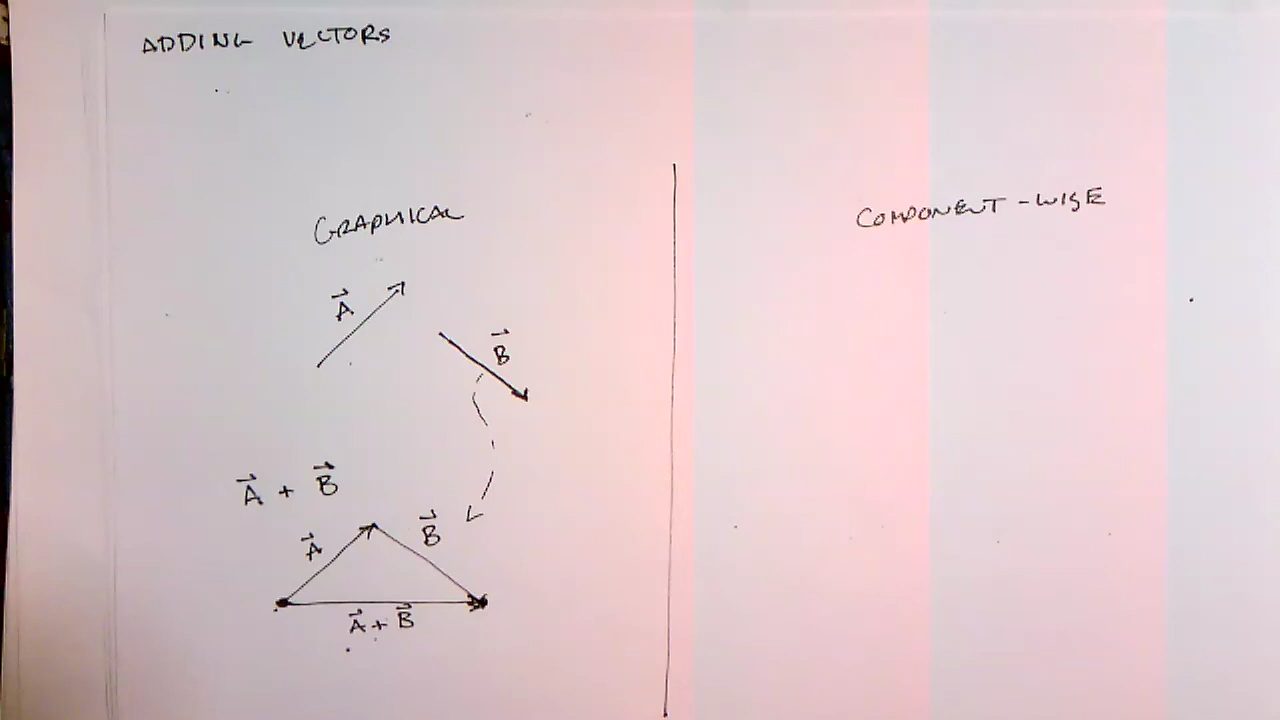 ADDING VECTORS
GRAPHICAL
A⃗
B⃗
A⃗ + B⃗
A⃗
B⃗
A⃗ + B⃗
COMPONENT-WISE